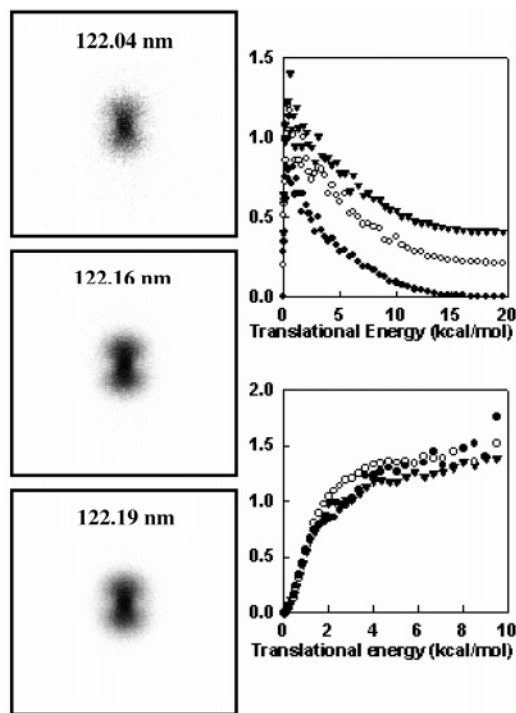 122.04 nm
122.16 nm
122.19 nm
1.5
1.0
0.5
0.0
0 5 10 15 20
Translational Energy (kcal/mol)
2.0
1.5
1.0
0.5
0.0
0 2 4 6 8 10
Translational energy (kcal/mol)